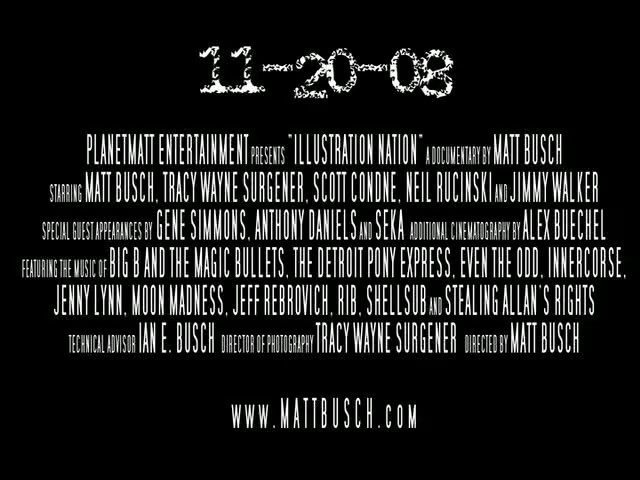 11-20-08
PLANETMATT ENTERTAINMENT PRESENTS "ILLUSTRATION NATION" A DOCUMENTARY BY MATT BUSCH
STARRING MATT BUSCH, TRACY WAYNE SURGENER, SCOTT CONDNE, NEIL RUCINSKI AND JIMMY WALKER
SPECIAL GUEST APPEARANCES BY GENE SIMMONS, ANTHONY DANIELS AND SEKA ADDITIONAL CINEMATOGRAPHY BY ALEX BUECHEL
FEATURING THE MUSIC OF BIG B AND THE MAGIC BULLETS, THE DETROIT PONY EXPRESS, EVEN THE ODD, INNERCORSE,
JENNY LYNN, MOON MADNESS, JEFF REBROVICH, RIB, SHELLSUB AND STEALING ALLAN'S RIGHTS
TECHNICAL ADVISOR IAN E. BUSCH DIRECTOR OF PHOTOGRAPHY TRACY WAYNE SURGENER DIRECTED BY MATT BUSCH
www.MATTBUSCH.com